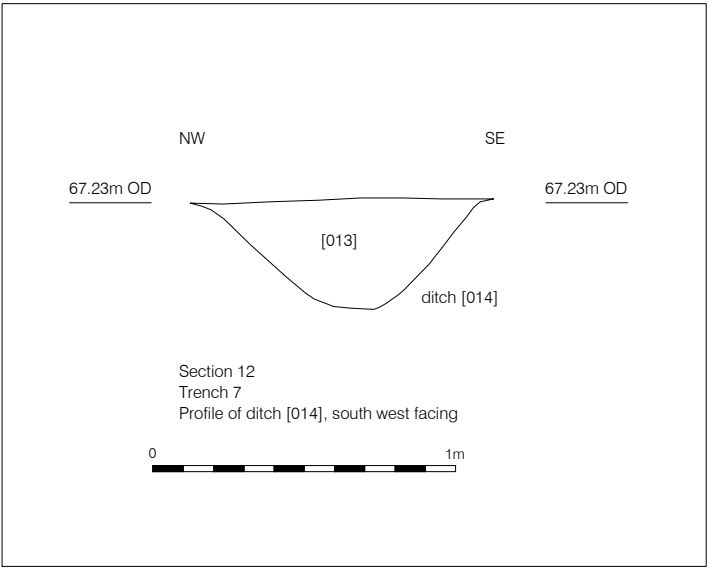 NW SE
67.23m OD 67.23m OD
[013]
ditch [014]
Section 12
Trench 7
Profile of ditch [014], south west facing
0 1m